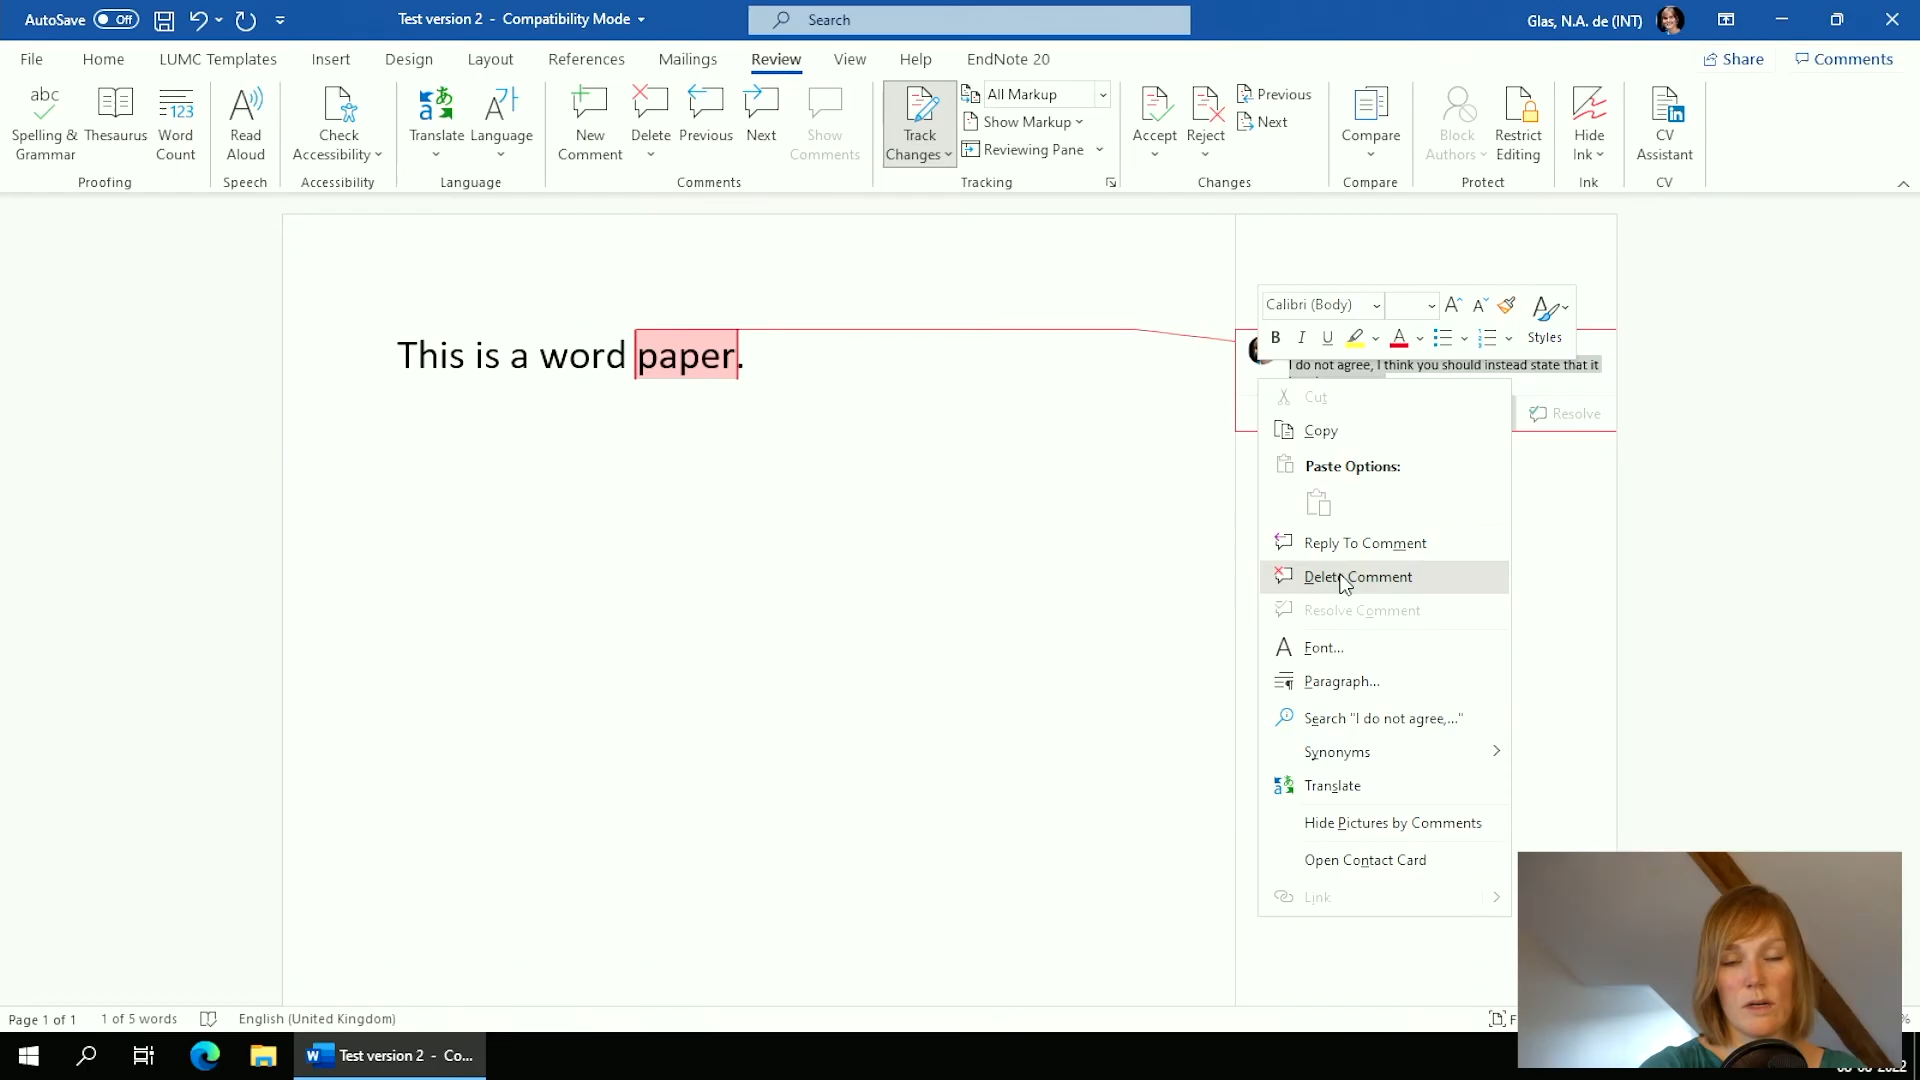 AutoSave Off Test version 2 - Compatibility Mode Search Glas, N.A. de (INT)
File Home LUMC Templates Insert Design Layout References Mailings Review View Help EndNote 20 Share Comments
Spelling & Grammar
Thesaurus
Word Count
Read Aloud
Check Accessibility
Translate
Language
New Comment
Delete
Previous
Next
Show Comments
Track Changes
All Markup
Show Markup
Reviewing Pane
Accept
Reject
Previous
Next
Compare
Block Authors
Restrict Editing
Hide Ink
CV Assistant
Proofing Speech Accessibility Language Comments Tracking Changes Compare Protect Ink CV
This is a word paper.
Calibri (Body)
B I U A Styles
I do not agree, I think you should instead state that it
Resolve
Cut
Copy
Paste Options:
Reply To Comment
Delete Comment
Resolve Comment
Font...
Paragraph...
Search "I do not agree,..."
Synonyms
Translate
Hide Pictures by Comments
Open Contact Card
Link
Page 1 of 1 1 of 5 words English (United Kingdom)
Test version 2 - Co...